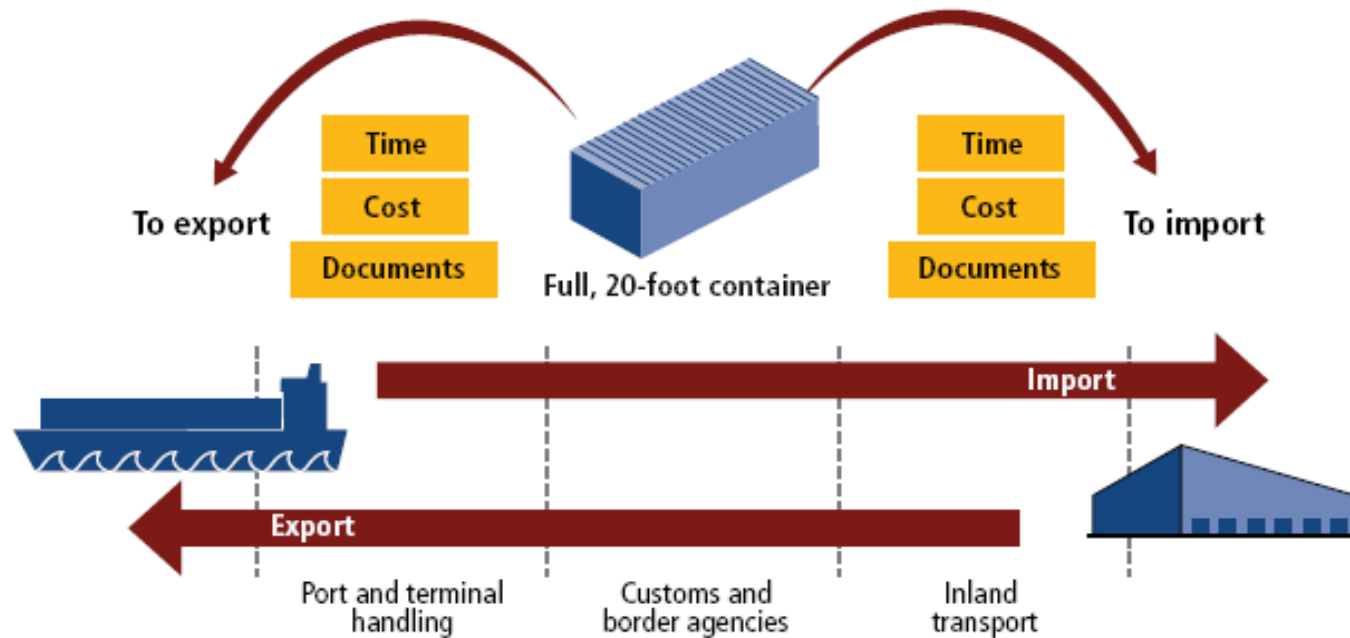 Time
Time
Cost
Cost
To export
To import
Documents
Documents
Full, 20-foot container
Import
Export
Port and terminal
handling
Customs and
border agencies
Inland
transport